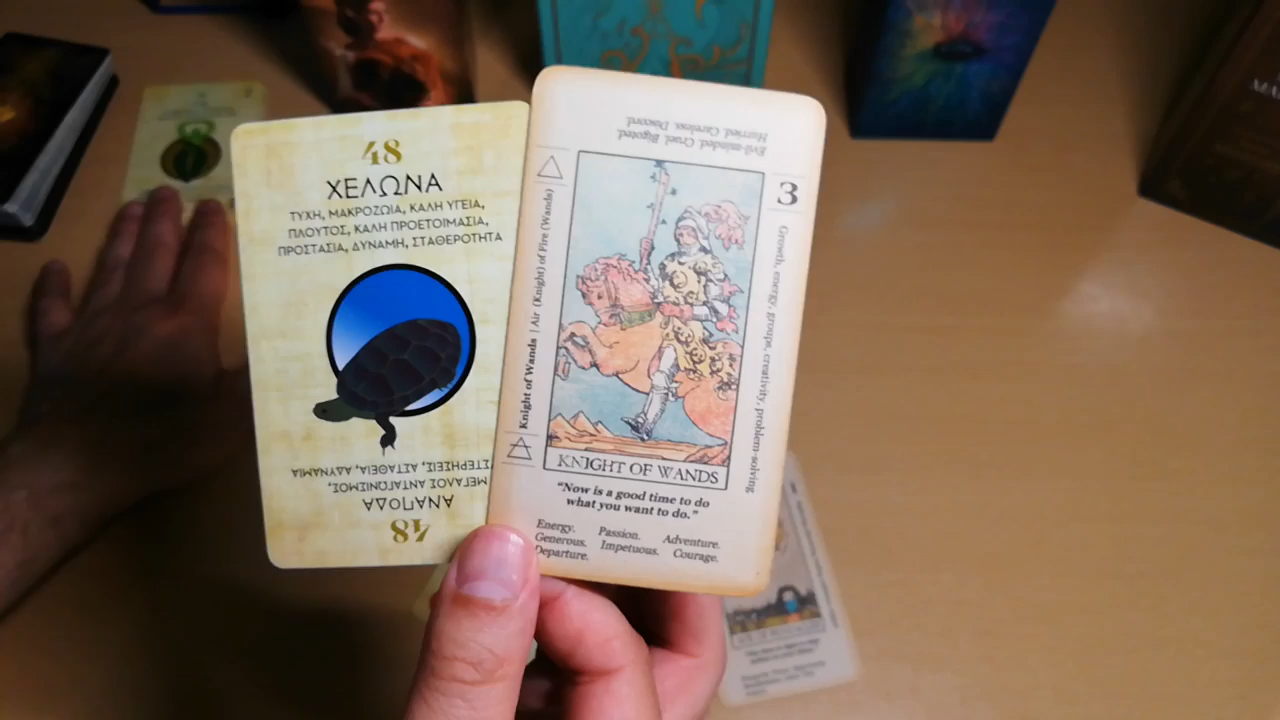 48
ΧΕΛΩΝΑ
ΤΥΧΗ, ΜΑΚΡΟΖΩΙΑ, ΚΑΛΗ ΥΓΕΙΑ,
ΠΛΟΥΤΟΣ, ΚΑΛΗ ΠΡΟΕΤΟΙΜΑΣΙΑ,
ΠΡΟΣΤΑΣΙΑ, ΔΥΝΑΜΗ, ΣΤΑΘΕΡΟΤΗΤΑ
48
ΑΝΑΠΟΔΑ
ΜΕΓΑΛΟΣ ΑΝΤΑΓΩΝΙΣΜΟΣ,
ΣΤΕΡΗΣΕΙΣ, ΑΣΤΑΘΕΙΑ, ΑΔΥΝΑΜΙΑ
Evil-minded. Cruel. Bigoted.
Hurried. Careless. Discord.
3
Knight of Wands | Air (Knight) of Fire (Wands)
Growth, energy, groups, creativity, problem-solving
KNIGHT OF WANDS
"Now is a good time to do
what you want to do."
Energy. Passion. Adventure.
Generous. Impetuous. Courage.
Departure.